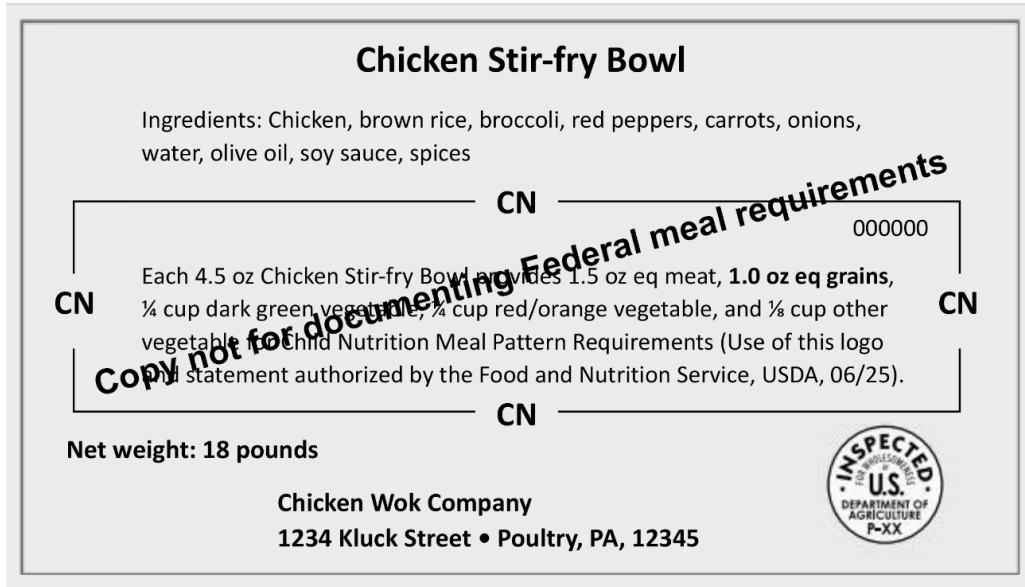 Chicken Stir-fry Bowl
Ingredients: Chicken, brown rice, broccoli, red peppers, carrots, onions,
water, olive oil, soy sauce, spices
CN
000000
Each 4.5 oz Chicken Stir-fry Bowl provides 1.5 oz eq meat, 1.0 oz eq grains,
CN
CN
¼ cup dark green vegetable, ¼ cup red/orange vegetable, and ⅛ cup other
vegetable for Child Nutrition Meal Pattern Requirements (Use of this logo
and statement authorized by the Food and Nutrition Service, USDA, 06/25).
Copy not for documenting Federal meal requirements
CN
Net weight: 18 pounds
Chicken Wok Company
1234 Kluck Street • Poultry, PA, 12345
INSPECTED
FOR WHOLESOMENESS
BY
U.S.
DEPARTMENT OF
AGRICULTURE
P-XX